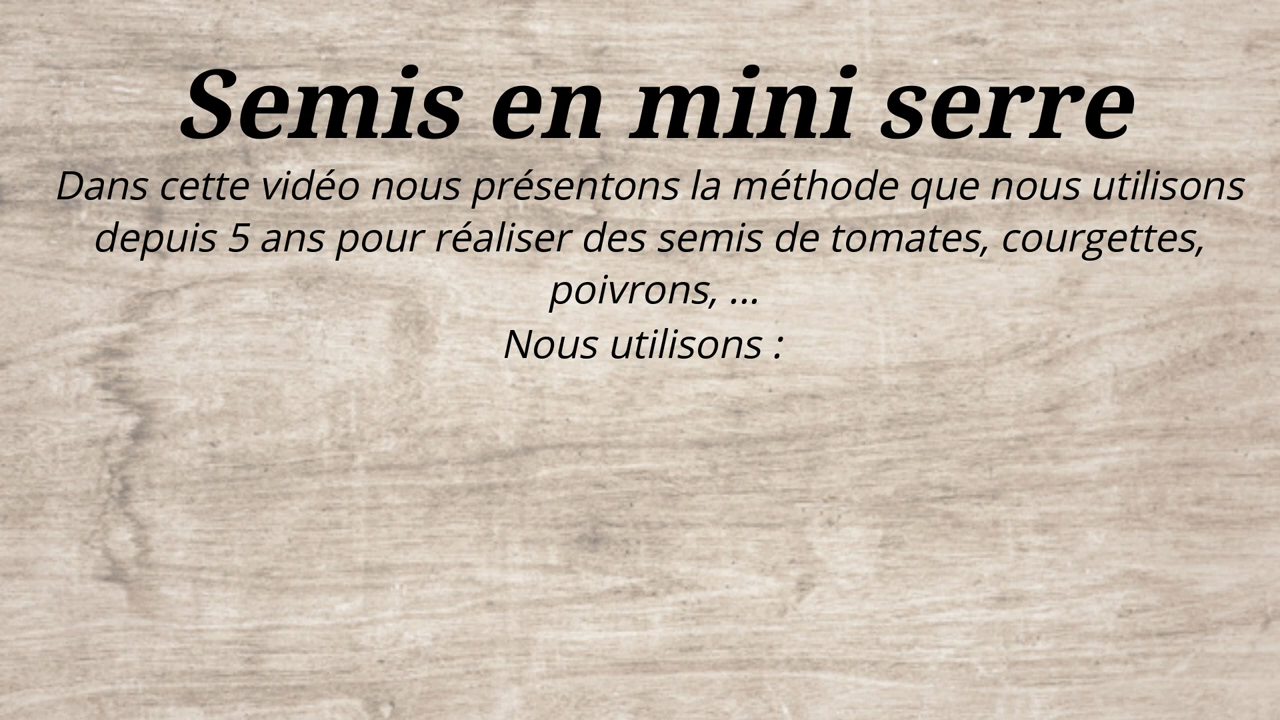 Semis en mini serre
Dans cette vidéo nous présentons la méthode que nous utilisons
depuis 5 ans pour réaliser des semis de tomates, courgettes,
poivrons, ...
Nous utilisons :